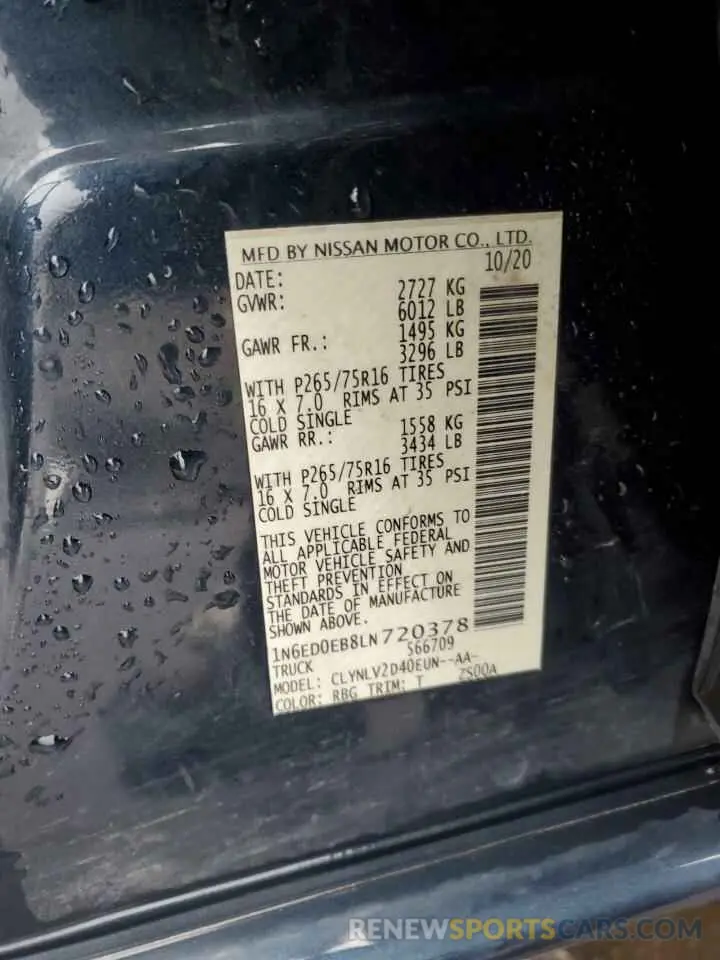 MFD BY NISSAN MOTOR CO., LTD.
DATE: 10/20
GVWR: 2727 KG
6012 LB
GAWR FR.: 1495 KG
3296 LB
WITH P265/75R16 TIRES
16 X 7.0 RIMS AT 35 PSI
COLD SINGLE
GAWR RR.: 1558 KG
3434 LB
WITH P265/75R16 TIRES
16 X 7.0 RIMS AT 35 PSI
COLD SINGLE
THIS VEHICLE CONFORMS TO
ALL APPLICABLE FEDERAL
MOTOR VEHICLE SAFETY AND
THEFT PREVENTION
STANDARDS IN EFFECT ON
THE DATE OF MANUFACTURE
SHOWN ABOVE.
1N6ED0EB8LN720378
TRUCK S66709
MODEL: CLYNLV2D40EUN--AA-
COLOR: RBG TRIM: T ZS00A
RENEWSPORTSCARS.COM